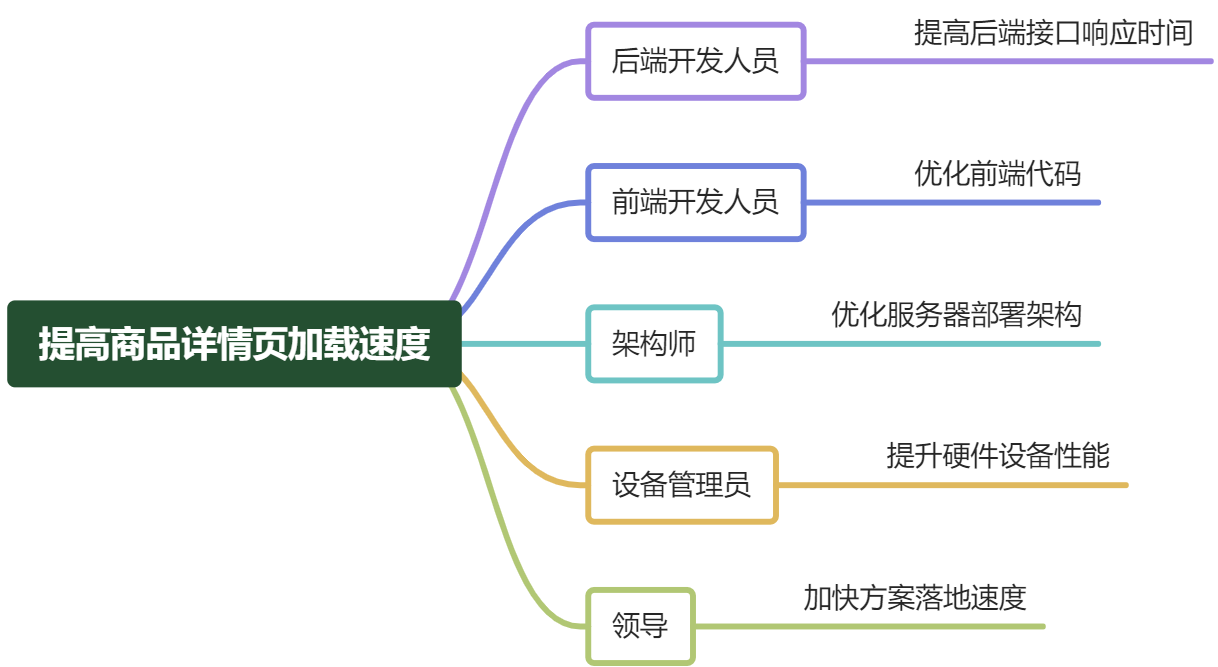 提高商品详情页加载速度
后端开发人员
提高后端接口响应时间
前端开发人员
优化前端代码
架构师
优化服务器部署架构
设备管理员
提升硬件设备性能
领导
加快方案落地速度